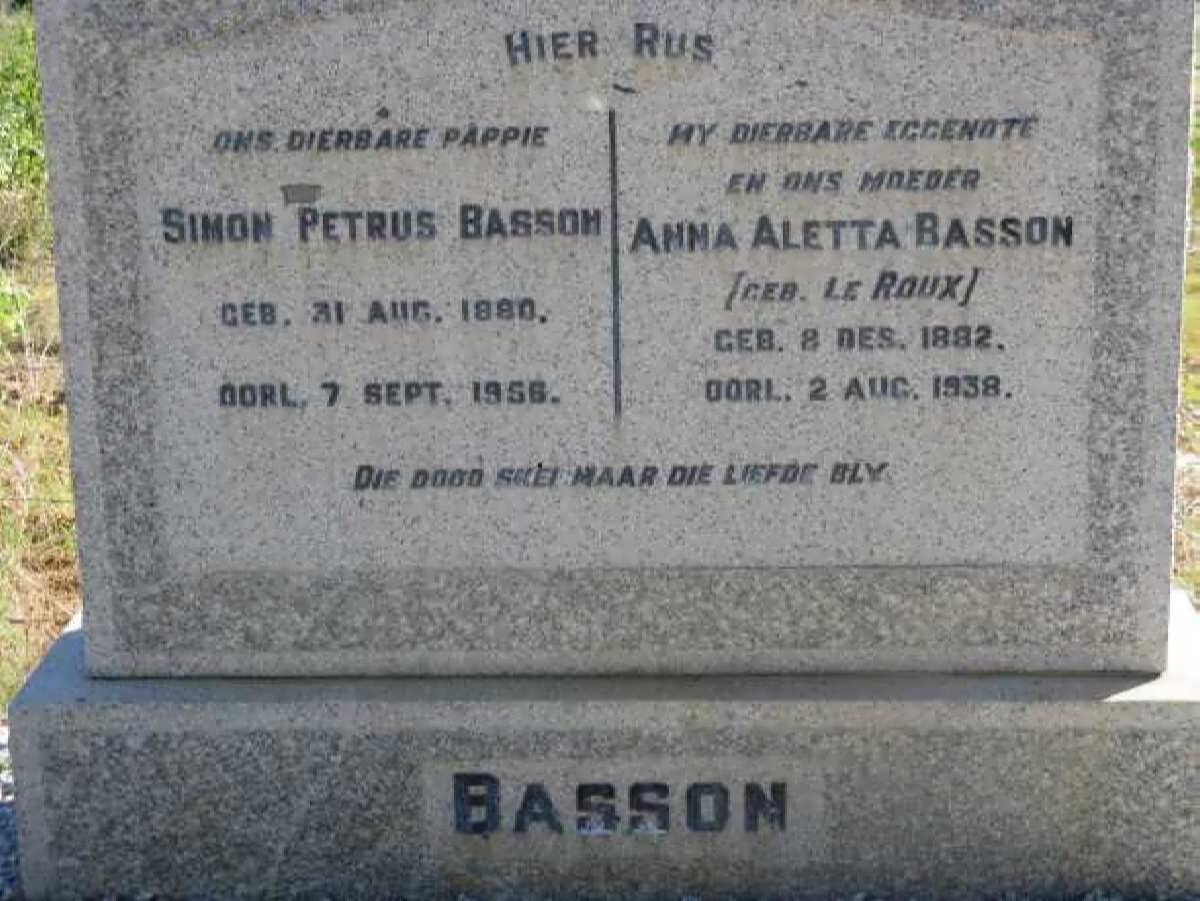 HIER RUS
ONS DIERBARE PAPPIE
SIMON PETRUS BASSON
GEB. 31 AUG. 1880.
OORL. 7 SEPT. 1956.
MY DIERBARE EGGENOTE
EN ONS MOEDER
ANNA ALETTA BASSON
[GEB. LE ROUX]
GEB. 8 DES. 1882.
OORL. 2 AUG. 1938.
DIE DOOD SKEI MAAR DIE LIEFDE BLY.
BASSON